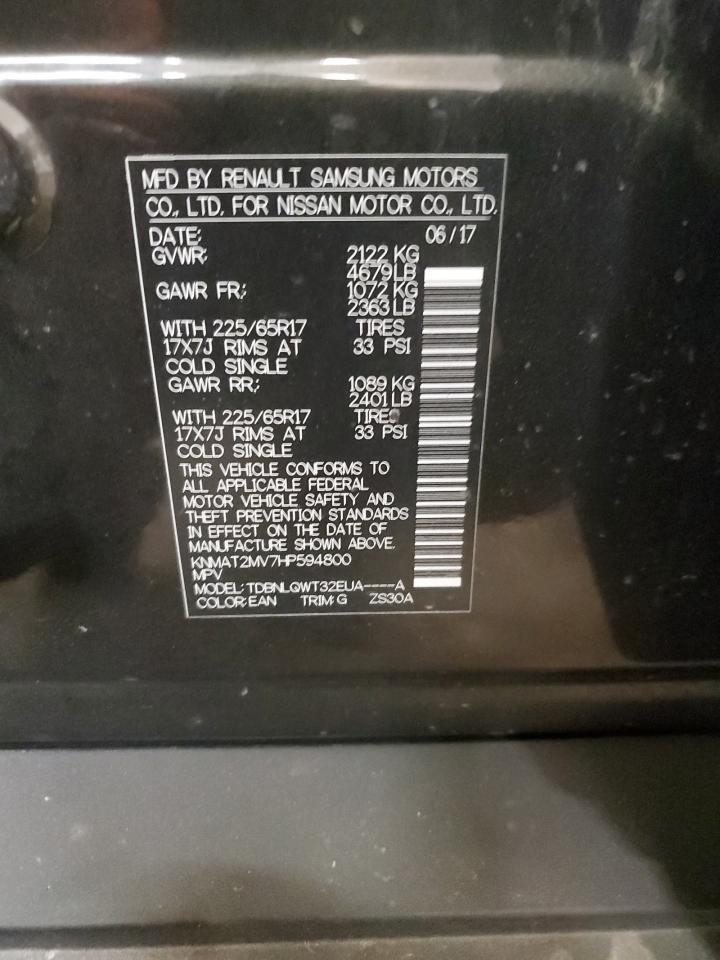 MFD BY RENAULT SAMSUNG MOTORS
CO., LTD. FOR NISSAN MOTOR CO., LTD.
DATE: 06/17
GVWR: 2122 KG
4679 LB
GAWR FR: 1072 KG
2363 LB
WITH 225/65R17 TIRES
17X7J RIMS AT 33 PSI
COLD SINGLE
GAWR RR: 1089 KG
2401 LB
WITH 225/65R17 TIRES
17X7J RIMS AT 33 PSI
COLD SINGLE
THIS VEHICLE CONFORMS TO
ALL APPLICABLE FEDERAL
MOTOR VEHICLE SAFETY AND
THEFT PREVENTION STANDARDS
IN EFFECT ON THE DATE OF
MANUFACTURE SHOWN ABOVE.
KNMAT2MV7HP594800
MPV
MODEL: TDBNLQWT32EUA----A
COLOR: EAN TRIM: G ZS30A